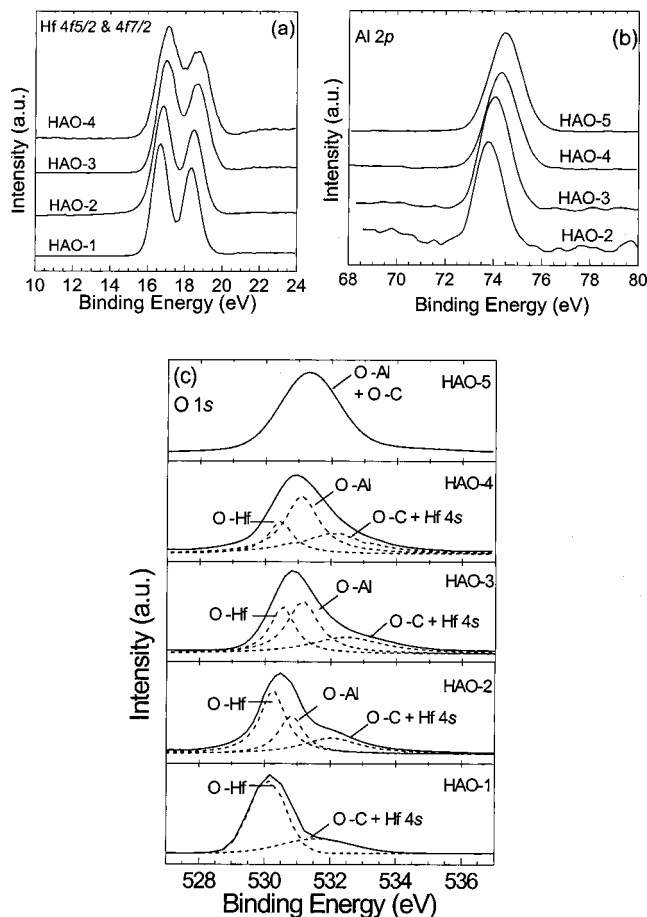 Hf 4f5/2 & 4f7/2
(a)
HAO-4
HAO-3
HAO-2
HAO-1
Intensity (a.u.)
10 12 14 16 18 20 22 24
Binding Energy (eV)
Al 2p
(b)
HAO-5
HAO-4
HAO-3
HAO-2
Intensity (a.u.)
68 70 72 74 76 78 80
Binding Energy (eV)
(c)
O 1s
O -Al
+ O -C
HAO-5
O -Hf
O -Al
O -C + Hf 4s
HAO-4
O -Hf
O -Al
O -C + Hf 4s
HAO-3
O -Hf
O -Al
O -C + Hf 4s
HAO-2
O -Hf
O -C + Hf 4s
HAO-1
Intensity (a.u.)
528 530 532 534 536
Binding Energy (eV)